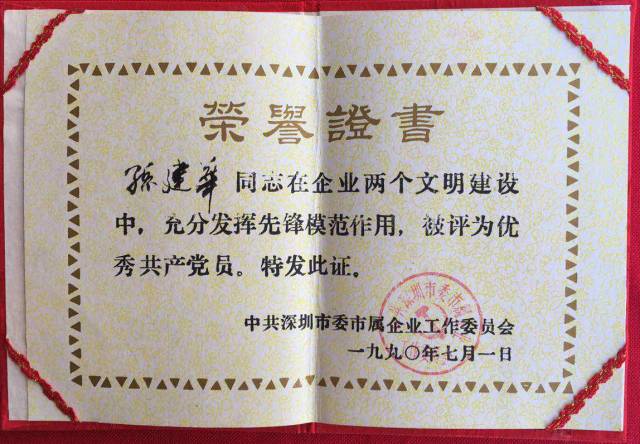 榮譽證書
孫建華 同志在企业两个文明建设
中，充分发挥先锋模范作用，被评为优
秀共产党员。特发此证。
中共深圳市委市属企业工作委员会
一九九〇年七月一日